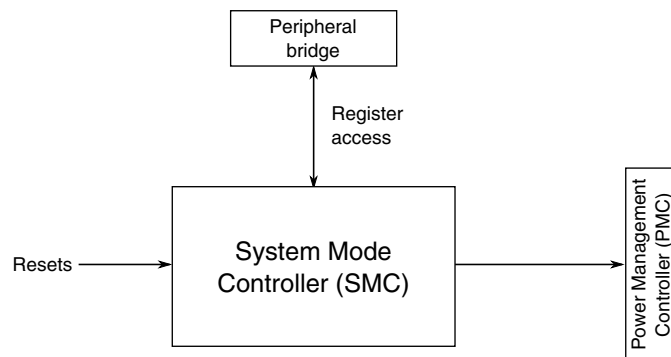 Peripheral
bridge
Register
access
Resets
System Mode
Controller (SMC)
Power Management
Controller (PMC)